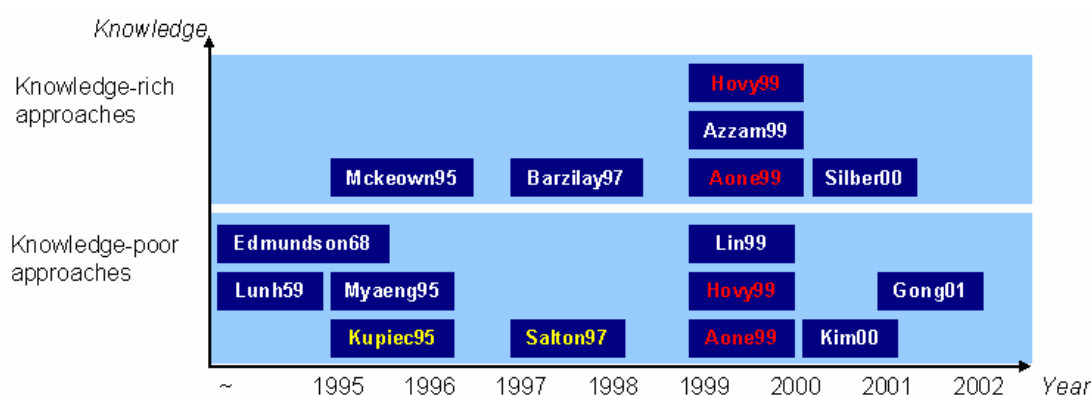 Knowledge
Knowledge-rich
approaches
Hovy99
Azzam99
Mckeown95 Barzilay97 Aone99 Silber00
Knowledge-poor
approaches
Edmundson68 Lin99
Lunh59 Myaeng95 Hovy99 Gong01
Kupiec95 Salton97 Aone99 Kim00
~ 1995 1996 1997 1998 1999 2000 2001 2002 Year